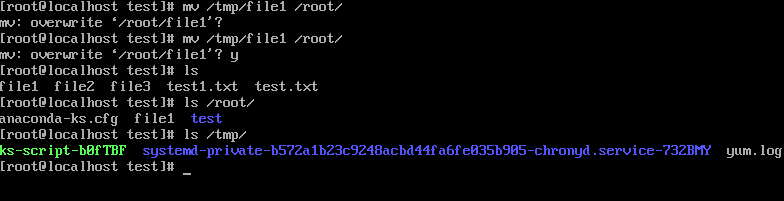 [root@localhost test]# mv /tmp/file1 /root/
mv: overwrite ‘/root/file1’?
[root@localhost test]# mv /tmp/file1 /root/
mv: overwrite ‘/root/file1’? y
[root@localhost test]# ls
file1  file2  file3  test1.txt  test.txt
[root@localhost test]# ls /root/
anaconda-ks.cfg  file1  test
[root@localhost test]# ls /tmp/
ks-script-b0fTBF  systemd-private-b572a1b23c9248acbd44fa6fe035b905-chronyd.service-732BMY  yum.log
[root@localhost test]# _